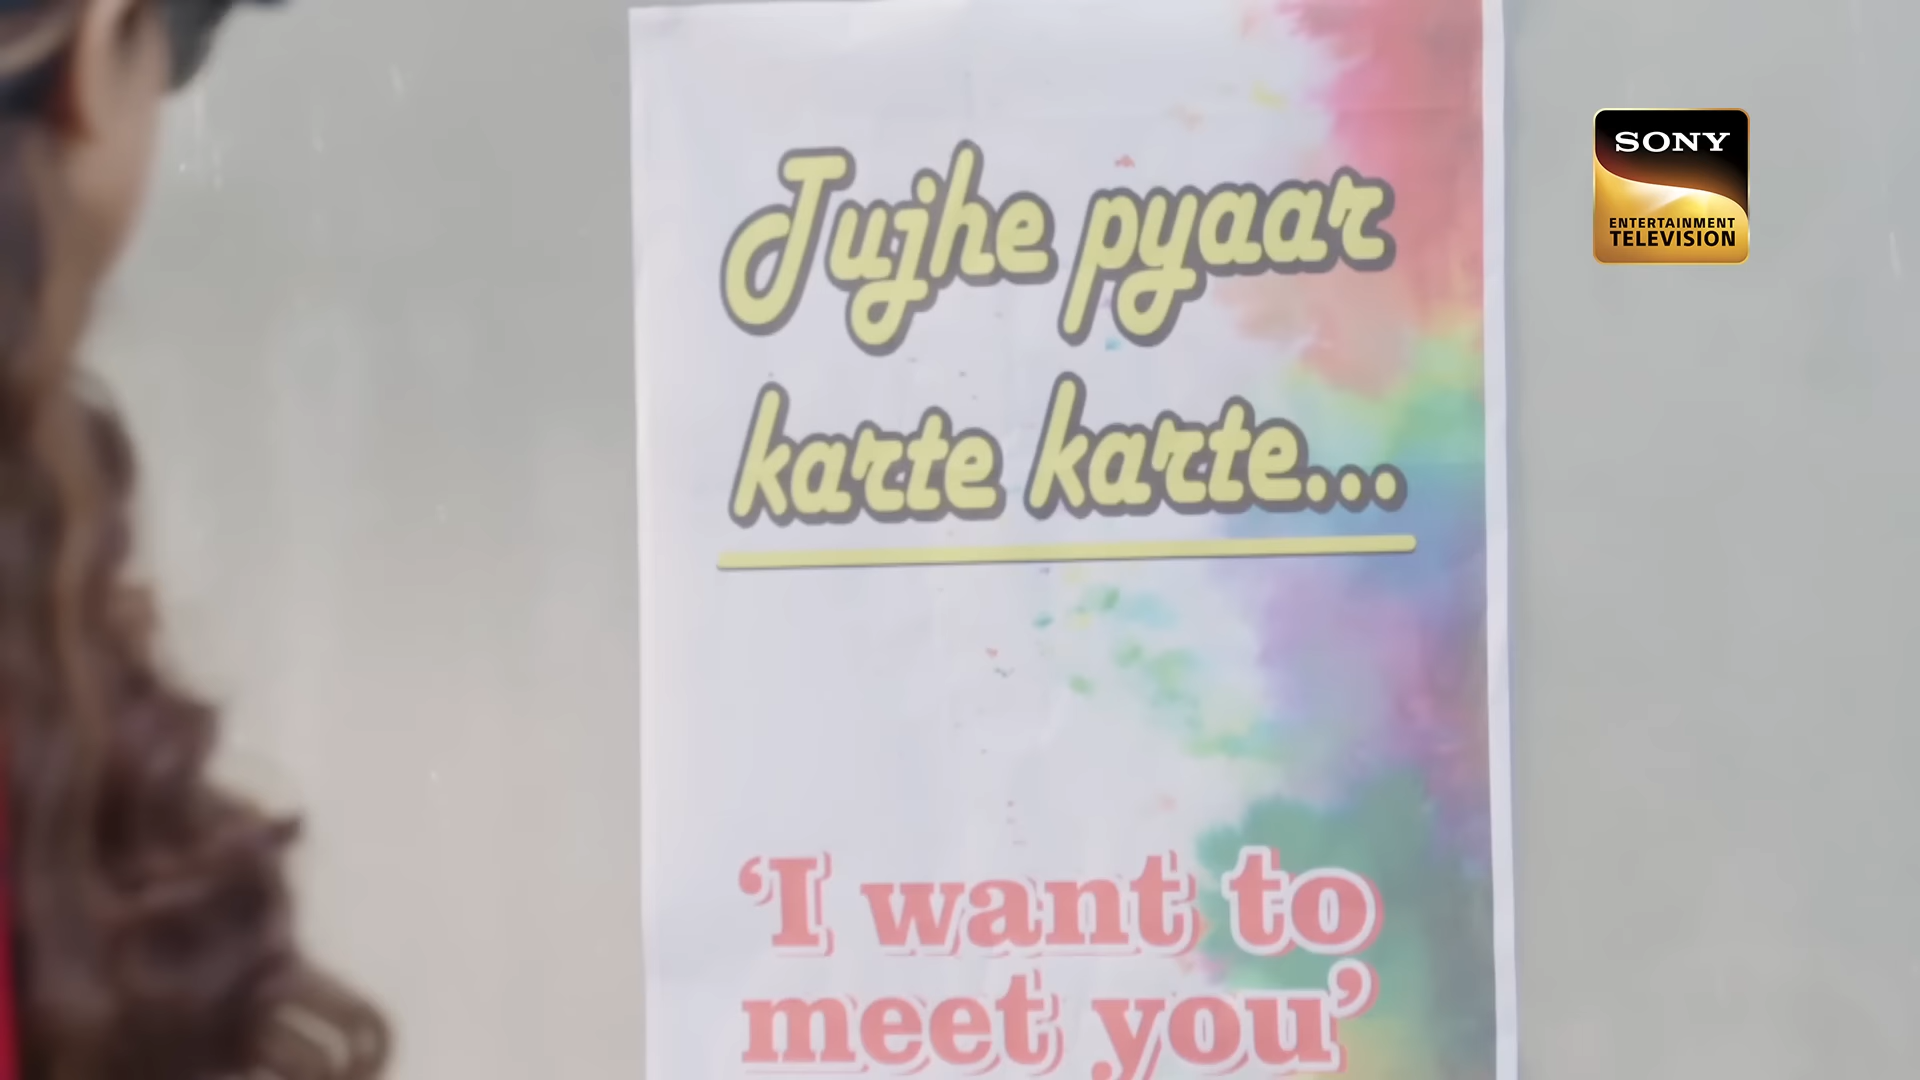 Tujhe pyaar
karte karte...
'I want to
meet you'
SONY
ENTERTAINMENT
TELEVISION